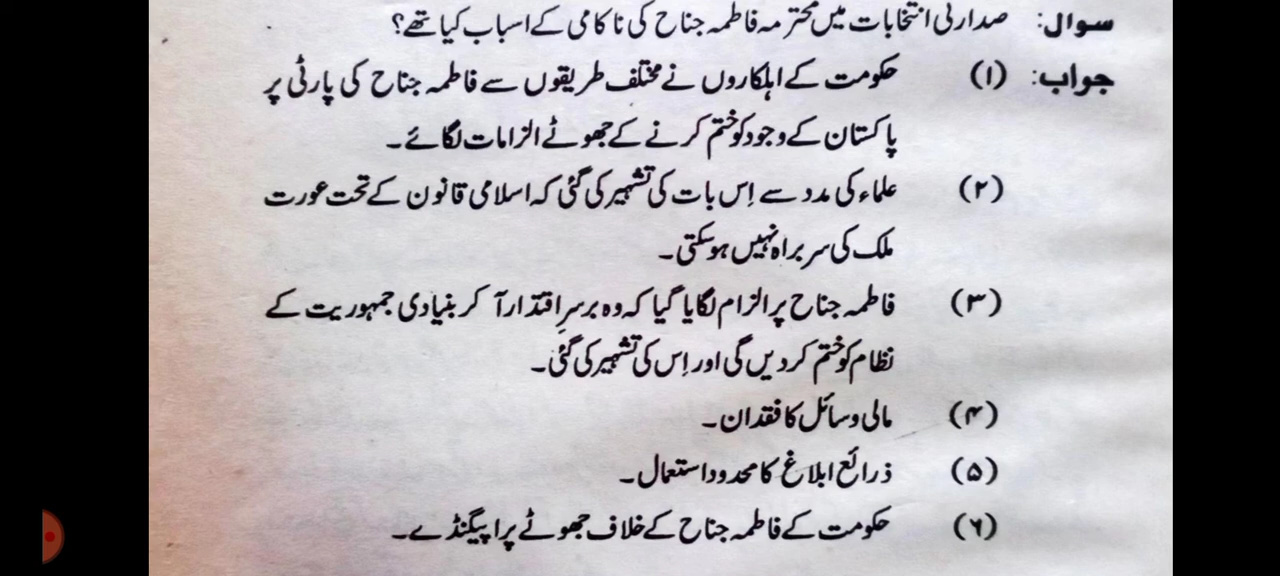 سوال: صدارتی انتخابات میں محترمہ فاطمہ جناح کی ناکامی کے اسباب کیا تھے؟
جواب: (۱) حکومت کے اہلکاروں نے مختلف طریقوں سے فاطمہ جناح کی پارٹی پر
پاکستان کے وجود کو ختم کرنے کے جھوٹے الزامات لگائے۔
(۲) علماء کی مدد سے اِس بات کی تشہیر کی گئی کہ اسلامی قانون کے تحت عورت
ملک کی سربراہ نہیں ہوسکتی۔
(۳) فاطمہ جناح پر الزام لگایا گیا کہ وہ برسرِاقتدار آ کر بنیادی جمہوریت کے
نظام کو ختم کردیں گی اور اِس کی تشہیر کی گئی۔
(۴) مالی وسائل کا فقدان۔
(۵) ذرائع ابلاغ کا محدود استعمال۔
(۶) حکومت کے فاطمہ جناح کے خلاف جھوٹے پراپیگنڈے۔